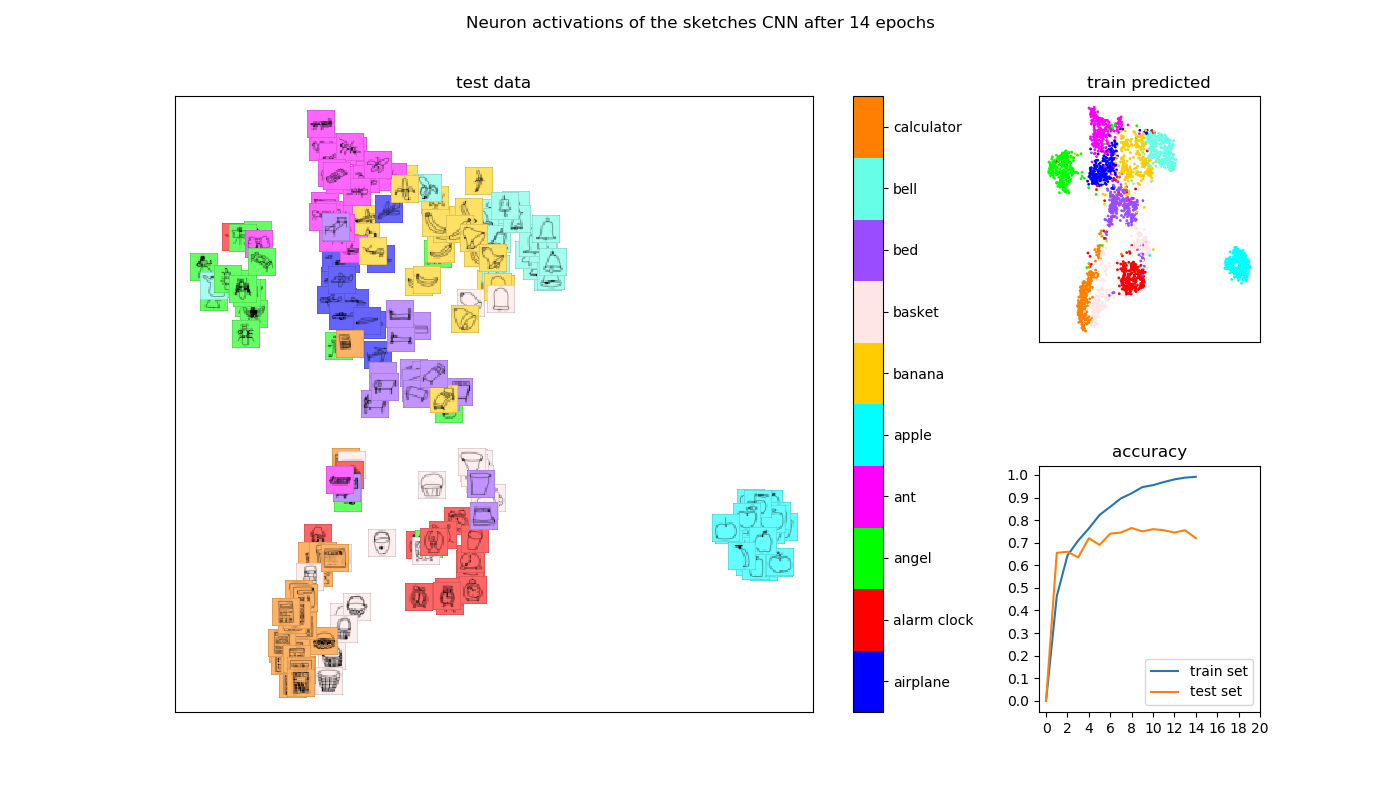 Neuron activations of the sketches CNN after 14 epochs
test data
calculator
bell
bed
basket
banana
apple
ant
angel
alarm clock
airplane
train predicted
accuracy
1.0
0.9
0.8
0.7
0.6
0.5
0.4
0.3
0.2
0.1
0.0
train set
test set
0 2 4 6 8 10 12 14 16 18 20